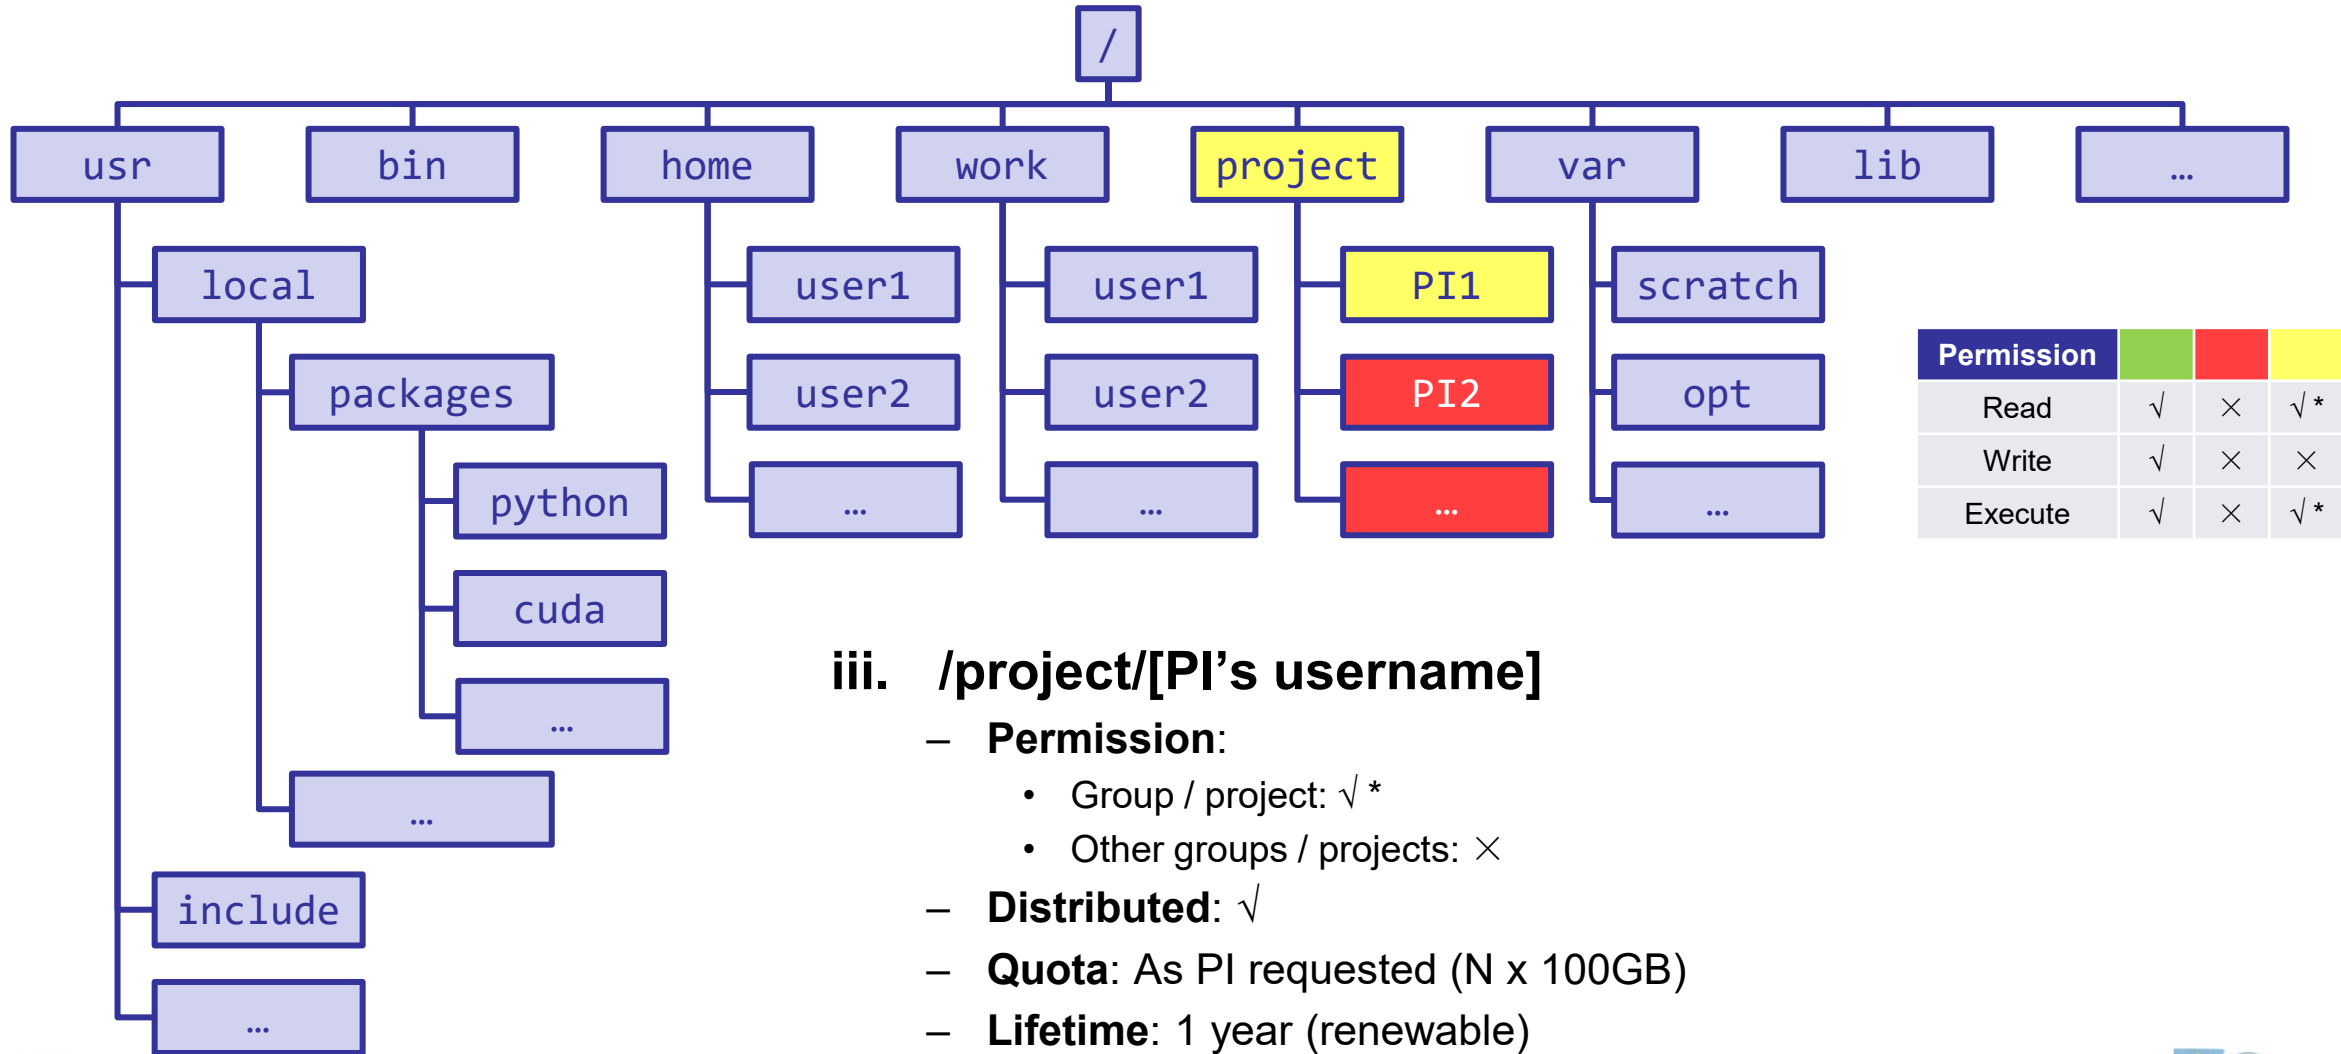 /
usr bin home work project var lib …
local user1 user1 PI1 scratch
packages user2 user2 PI2 opt
python … … … …
cuda
…
…
include
…
Permission
Read √ × √ *
Write √ × ×
Execute √ × √ *
iii. /project/[PI’s username]
– Permission:
• Group / project: √ *
• Other groups / projects: ×
– Distributed: √
– Quota: As PI requested (N x 100GB)
– Lifetime: 1 year (renewable)